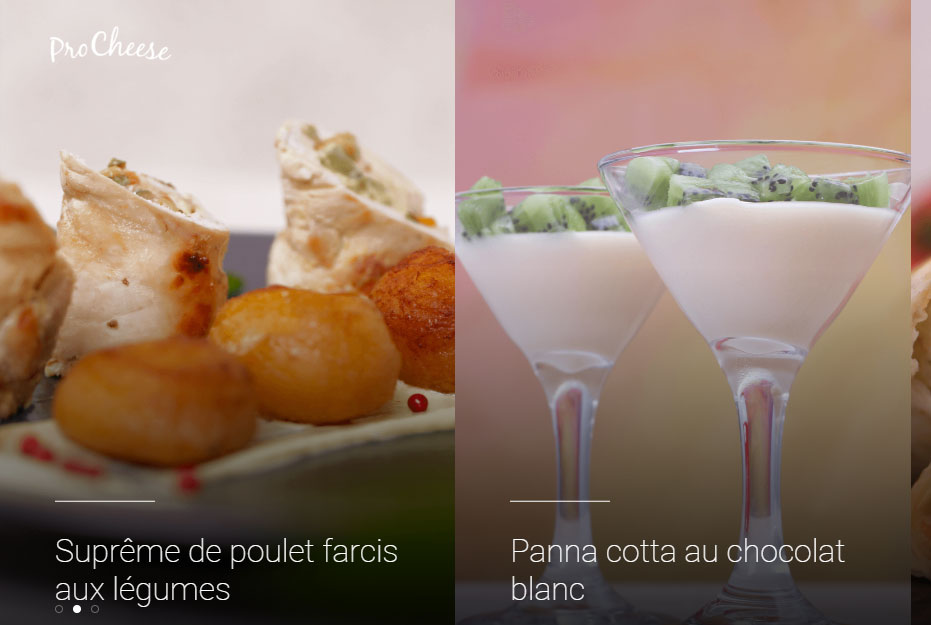 ProCheese
Suprême de poulet farcis
aux légumes
Panna cotta au chocolat
blanc